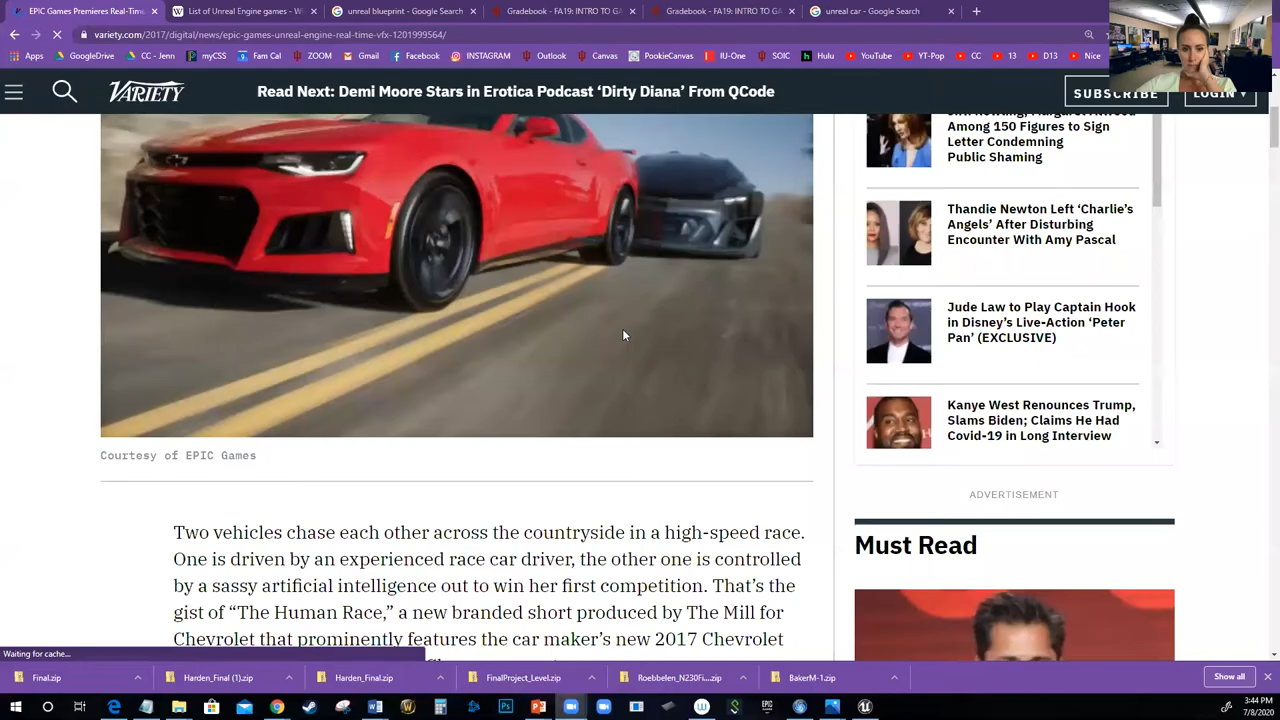 EPIC Games Premieres Real-Time
List of Unreal Engine games - W
unreal blueprint - Google Search
Gradebook - FA19: INTRO TO GA
Gradebook - FA19: INTRO TO GA
unreal car - Google Search
variety.com/2017/digital/news/epic-games-unreal-engine-real-time-vfx-1201999564/
Apps GoogleDrive CC - Jenn myCSS Fam Cal ZOOM Gmail Facebook INSTAGRAM Outlook Canvas PookieCanvas IU-One SOIC Hulu YouTube YT-Pop CC 13 D13 Nice
VARIETY
Read Next: Demi Moore Stars in Erotica Podcast ‘Dirty Diana’ From QCode
SUBSCRIBE
LOGIN
Among 150 Figures to Sign
Letter Condemning
Public Shaming
Thandie Newton Left ‘Charlie’s
Angels’ After Disturbing
Encounter With Amy Pascal
Jude Law to Play Captain Hook
in Disney’s Live-Action ‘Peter
Pan’ (EXCLUSIVE)
Kanye West Renounces Trump,
Slams Biden; Claims He Had
Covid-19 in Long Interview
Courtesy of EPIC Games
ADVERTISEMENT
Must Read
Two vehicles chase each other across the countryside in a high-speed race.
One is driven by an experienced race car driver, the other one is controlled
by a sassy artificial intelligence out to win her first competition. That’s the
gist of “The Human Race,” a new branded short produced by The Mill for
Chevrolet that prominently features the car maker’s new 2017 Chevrolet
Waiting for cache...
Final.zip
Harden_Final (1).zip
Harden_Final.zip
FinalProject_Level.zip
Roebbelen_N230Fi....zip
BakerM-1.zip
Show all
3:44 PM
7/8/2020